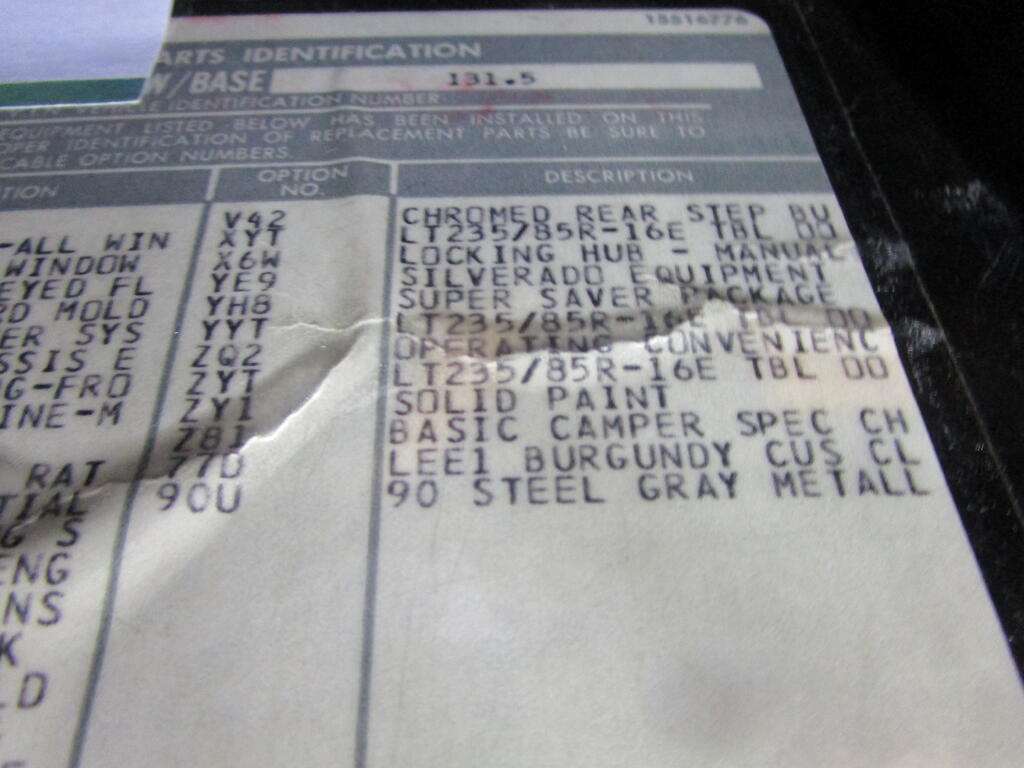 15516776
ARTS IDENTIFICATION
W/BASE 131.5
IDENTIFICATION NUMBER
EQUIPMENT LISTED BELOW HAS BEEN INSTALLED ON THIS
OPER IDENTIFICATION OF REPLACEMENT PARTS BE SURE TO
CABLE OPTION NUMBERS.
TION OPTION NO. DESCRIPTION
V42 CHROMED REAR STEP BU
-ALL WIN XYT LT235/85R-16E TBL OO
WINDOW X6W LOCKING HUB - MANUAL
EYED FL YE9 SILVERADO EQUIPMENT
RD MOLD YH8 SUPER SAVER PACKAGE
ER SYS YYT LT235/85R-16E TBL OO
SSIS E ZQ2 OPERATING CONVENIENC
G-FRO ZYT LT235/85R-16E TBL OO
INE-M ZY1 SOLID PAINT
Z81 BASIC CAMPER SPEC CH
RAT 77D LEE1 BURGUNDY CUS CL
TIAL 90U 90 STEEL GRAY METALL
G S
ENG
NS
K
LD